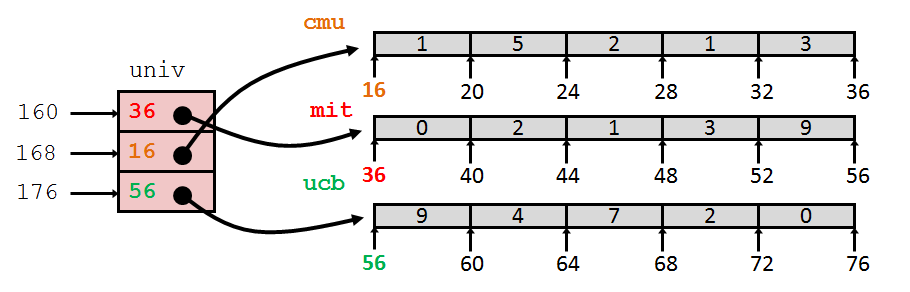 cmu
1 5 2 1 3
16 20 24 28 32 36
univ
160 36
mit
0 2 1 3 9
168 16
36 40 44 48 52 56
176 56
ucb
9 4 7 2 0
56 60 64 68 72 76